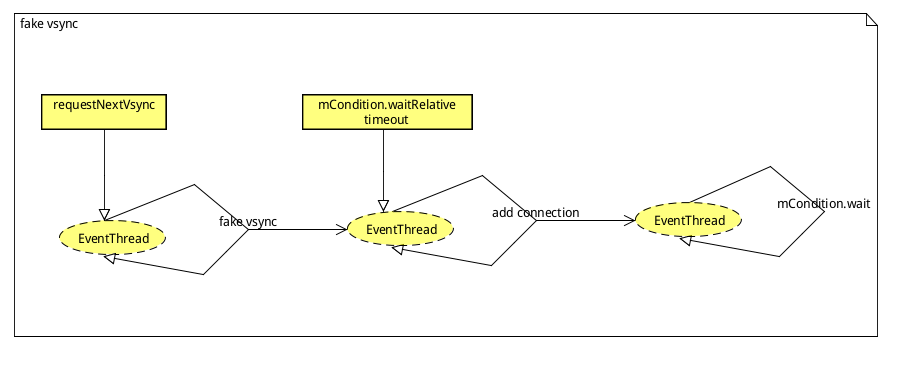 fake vsync
requestNextVsync
mCondition.waitRelative
timeout
EventThread
fake vsync
EventThread
add connection
EventThread
mCondition.wait